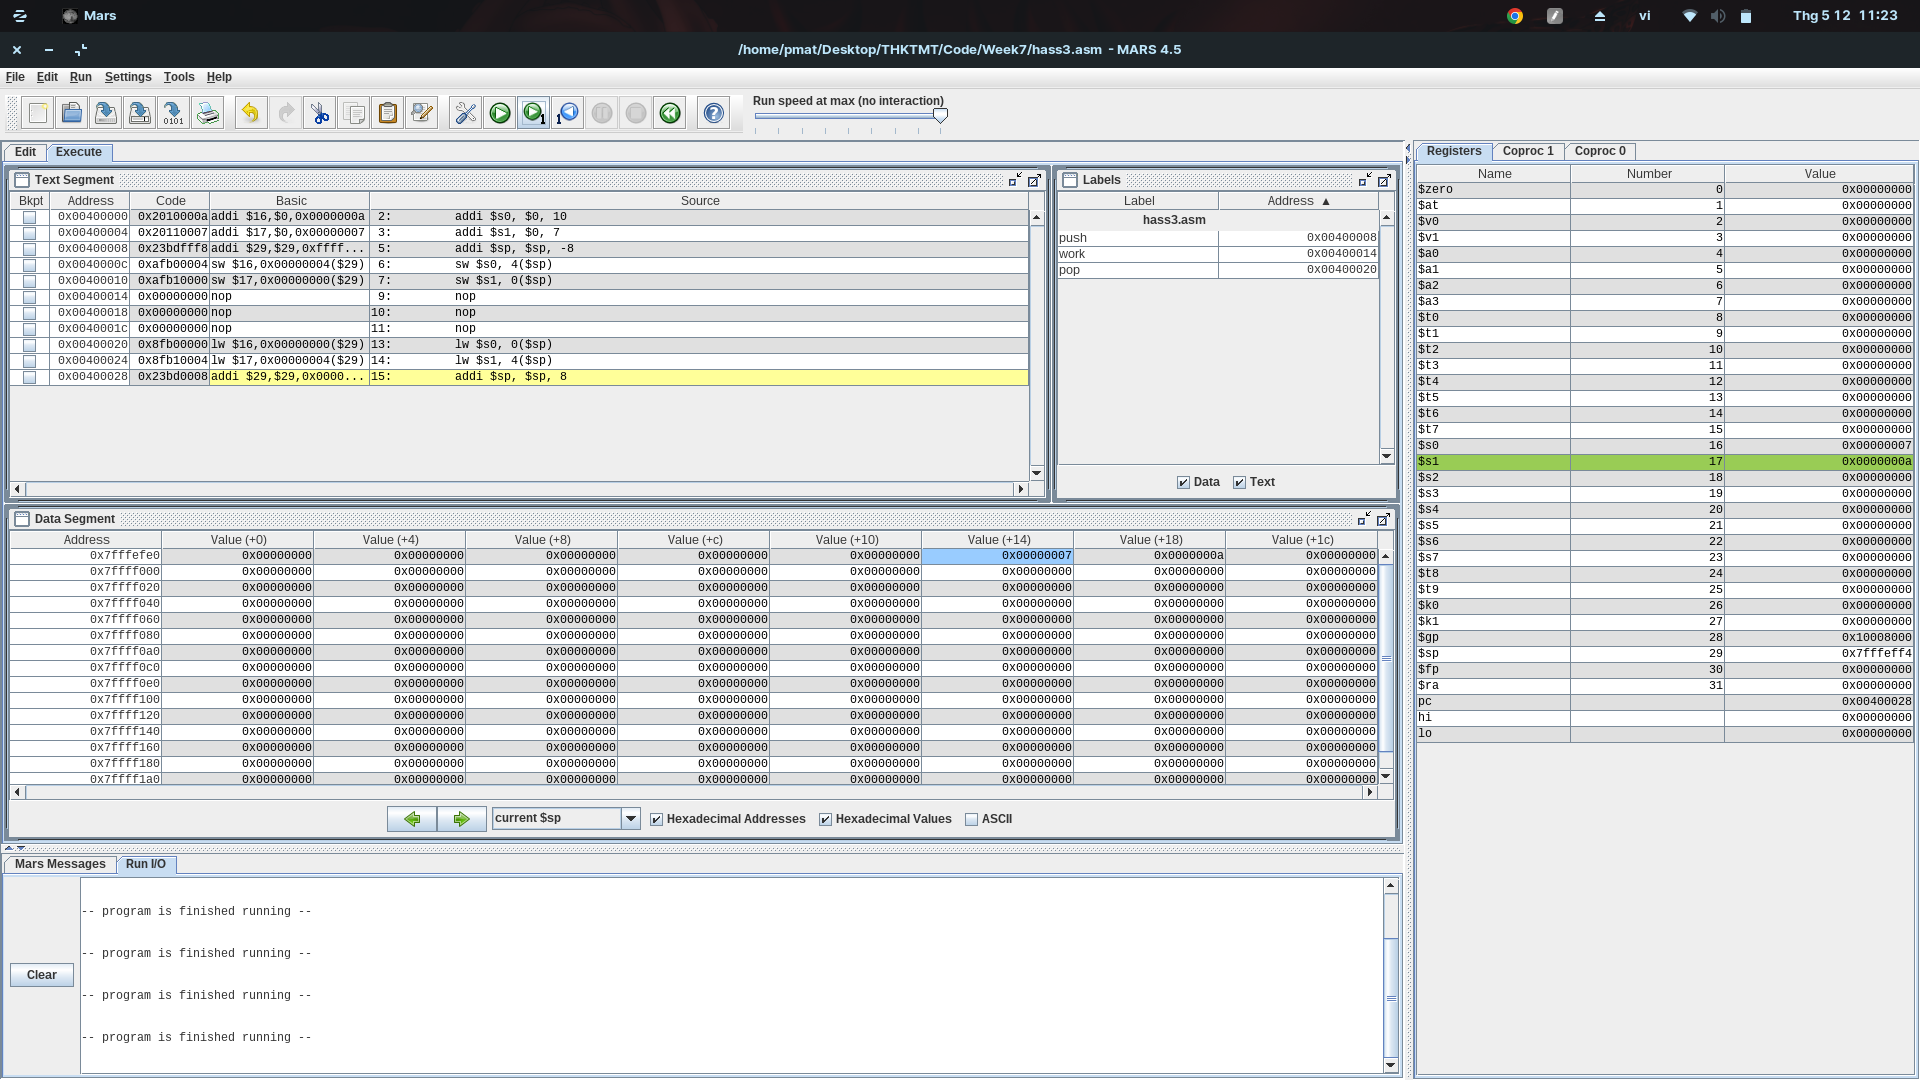 Mars
vi
Thg 5 12 11:23
/home/pmat/Desktop/THKTMT/Code/Week7/hass3.asm - MARS 4.5
File Edit Run Settings Tools Help
Run speed at max (no interaction)
Edit Execute
Text Segment
Bkpt Address Code Basic Source
0x00400000 0x2010000a addi $16,$0,0x0000000a 2: addi $s0, $0, 10
0x00400004 0x20110007 addi $17,$0,0x00000007 3: addi $s1, $0, 7
0x00400008 0x23bdfff8 addi $29,$29,0xffff... 5: addi $sp, $sp, -8
0x0040000c 0xafb00004 sw $16,0x00000004($29) 6: sw $s0, 4($sp)
0x00400010 0xafb10000 sw $17,0x00000000($29) 7: sw $s1, 0($sp)
0x00400014 0x00000000 nop 9: nop
0x00400018 0x00000000 nop 10: nop
0x0040001c 0x00000000 nop 11: nop
0x00400020 0x8fb00000 lw $16,0x00000000($29) 13: lw $s0, 0($sp)
0x00400024 0x8fb10004 lw $17,0x00000004($29) 14: lw $s1, 4($sp)
0x00400028 0x23bd0008 addi $29,$29,0x0000... 15: addi $sp, $sp, 8
Labels
Label Address ▲
hass3.asm
push 0x00400008
work 0x00400014
pop 0x00400020
Data Text
Data Segment
Address Value (+0) Value (+4) Value (+8) Value (+c) Value (+10) Value (+14) Value (+18) Value (+1c)
0x7fffefe0 0x00000000 0x00000000 0x00000000 0x00000000 0x00000000 0x00000007 0x0000000a 0x00000000
0x7ffff000 0x00000000 0x00000000 0x00000000 0x00000000 0x00000000 0x00000000 0x00000000 0x00000000
0x7ffff020 0x00000000 0x00000000 0x00000000 0x00000000 0x00000000 0x00000000 0x00000000 0x00000000
0x7ffff040 0x00000000 0x00000000 0x00000000 0x00000000 0x00000000 0x00000000 0x00000000 0x00000000
0x7ffff060 0x00000000 0x00000000 0x00000000 0x00000000 0x00000000 0x00000000 0x00000000 0x00000000
0x7ffff080 0x00000000 0x00000000 0x00000000 0x00000000 0x00000000 0x00000000 0x00000000 0x00000000
0x7ffff0a0 0x00000000 0x00000000 0x00000000 0x00000000 0x00000000 0x00000000 0x00000000 0x00000000
0x7ffff0c0 0x00000000 0x00000000 0x00000000 0x00000000 0x00000000 0x00000000 0x00000000 0x00000000
0x7ffff0e0 0x00000000 0x00000000 0x00000000 0x00000000 0x00000000 0x00000000 0x00000000 0x00000000
0x7ffff100 0x00000000 0x00000000 0x00000000 0x00000000 0x00000000 0x00000000 0x00000000 0x00000000
0x7ffff120 0x00000000 0x00000000 0x00000000 0x00000000 0x00000000 0x00000000 0x00000000 0x00000000
0x7ffff140 0x00000000 0x00000000 0x00000000 0x00000000 0x00000000 0x00000000 0x00000000 0x00000000
0x7ffff160 0x00000000 0x00000000 0x00000000 0x00000000 0x00000000 0x00000000 0x00000000 0x00000000
0x7ffff180 0x00000000 0x00000000 0x00000000 0x00000000 0x00000000 0x00000000 0x00000000 0x00000000
0x7ffff1a0 0x00000000 0x00000000 0x00000000 0x00000000 0x00000000 0x00000000 0x00000000 0x00000000
current $sp Hexadecimal Addresses Hexadecimal Values ASCII
Mars Messages Run I/O
Clear
-- program is finished running --
-- program is finished running --
-- program is finished running --
-- program is finished running --
Registers Coproc 1 Coproc 0
Name Number Value
$zero 0 0x00000000
$at 1 0x00000000
$v0 2 0x00000000
$v1 3 0x00000000
$a0 4 0x00000000
$a1 5 0x00000000
$a2 6 0x00000000
$a3 7 0x00000000
$t0 8 0x00000000
$t1 9 0x00000000
$t2 10 0x00000000
$t3 11 0x00000000
$t4 12 0x00000000
$t5 13 0x00000000
$t6 14 0x00000000
$t7 15 0x00000000
$s0 16 0x00000007
$s1 17 0x0000000a
$s2 18 0x00000000
$s3 19 0x00000000
$s4 20 0x00000000
$s5 21 0x00000000
$s6 22 0x00000000
$s7 23 0x00000000
$t8 24 0x00000000
$t9 25 0x00000000
$k0 26 0x00000000
$k1 27 0x00000000
$gp 28 0x10008000
$sp 29 0x7fffeff4
$fp 30 0x00000000
$ra 31 0x00000000
pc 0x00400028
hi 0x00000000
lo 0x00000000